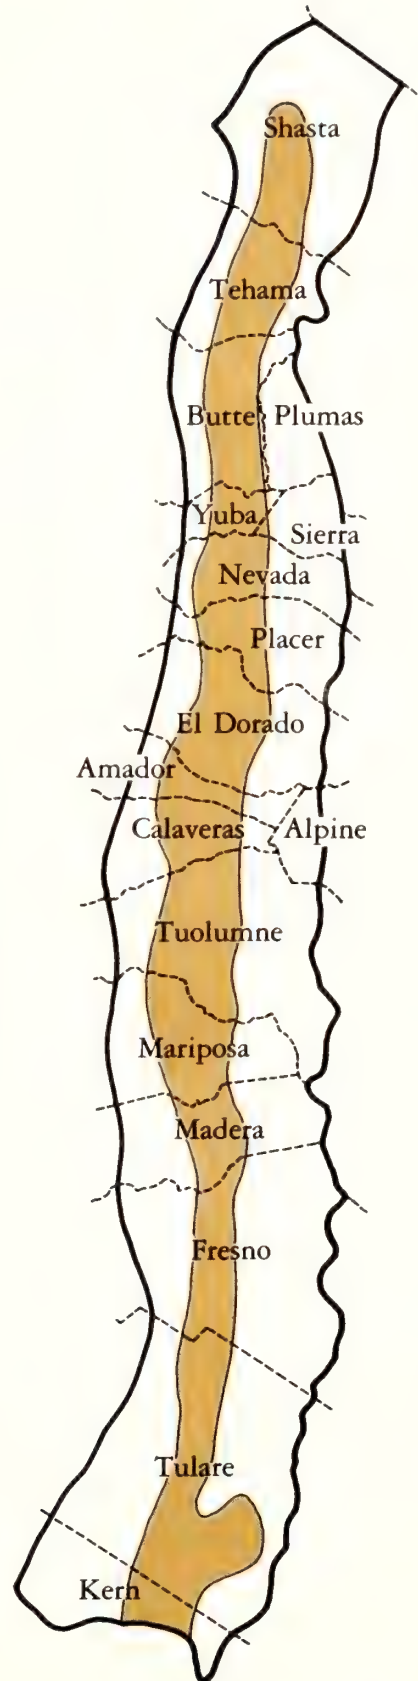 Shasta
Tehama
Butte
Plumas
Yuba
Sierra
Nevada
Placer
El Dorado
Amador
Calaveras
Alpine
Tuolumne
Mariposa
Madera
Fresno
Tulare
Kern